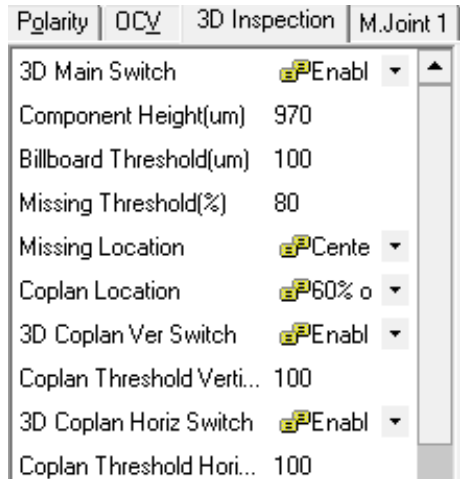 Polarity OCV 3D Inspection M.Joint 1
3D Main Switch Enabl
Component Height(um) 970
Billboard Threshold(um) 100
Missing Threshold(%) 80
Missing Location Cente
Coplan Location 60% o
3D Coplan Ver Switch Enabl
Coplan Threshold Verti... 100
3D Coplan Horiz Switch Enabl
Coplan Threshold Hori... 100